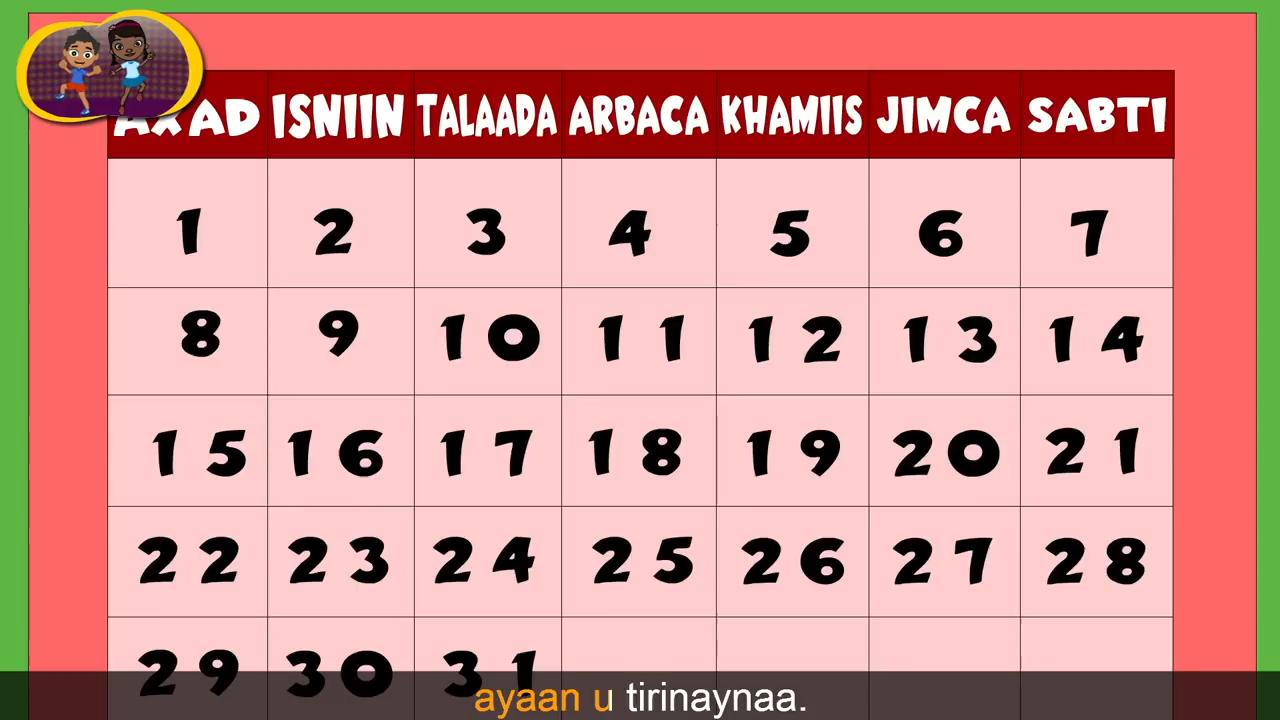 AXAD ISNIIN TALAADA ARBACA KHAMIIS JIMCA SABTI
1 2 3 4 5 6 7
8 9 10 11 12 13 14
15 16 17 18 19 20 21
22 23 24 25 26 27 28
29 30 31
ayaan u tirinaynaa.